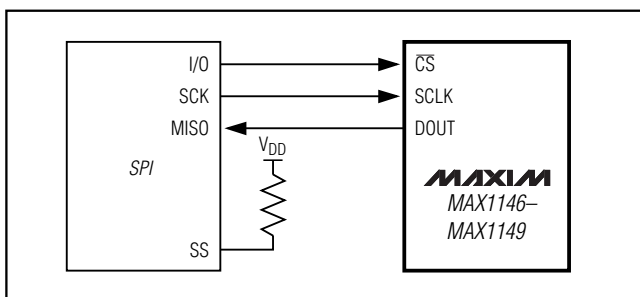 I/O
CS
SCK
SCLK
MISO
DOUT
VDD
SPI
MAXIM
MAX1146–
MAX1149
SS